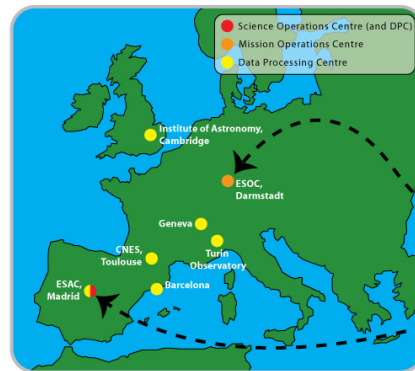 Science Operations Centre (and DPC)
Mission Operations Centre
Data Processing Centre
Institute of Astronomy,
Cambridge
ESOC,
Darmstadt
Geneva
CNES,
Toulouse
Turin
Observatory
ESAC,
Madrid
Barcelona